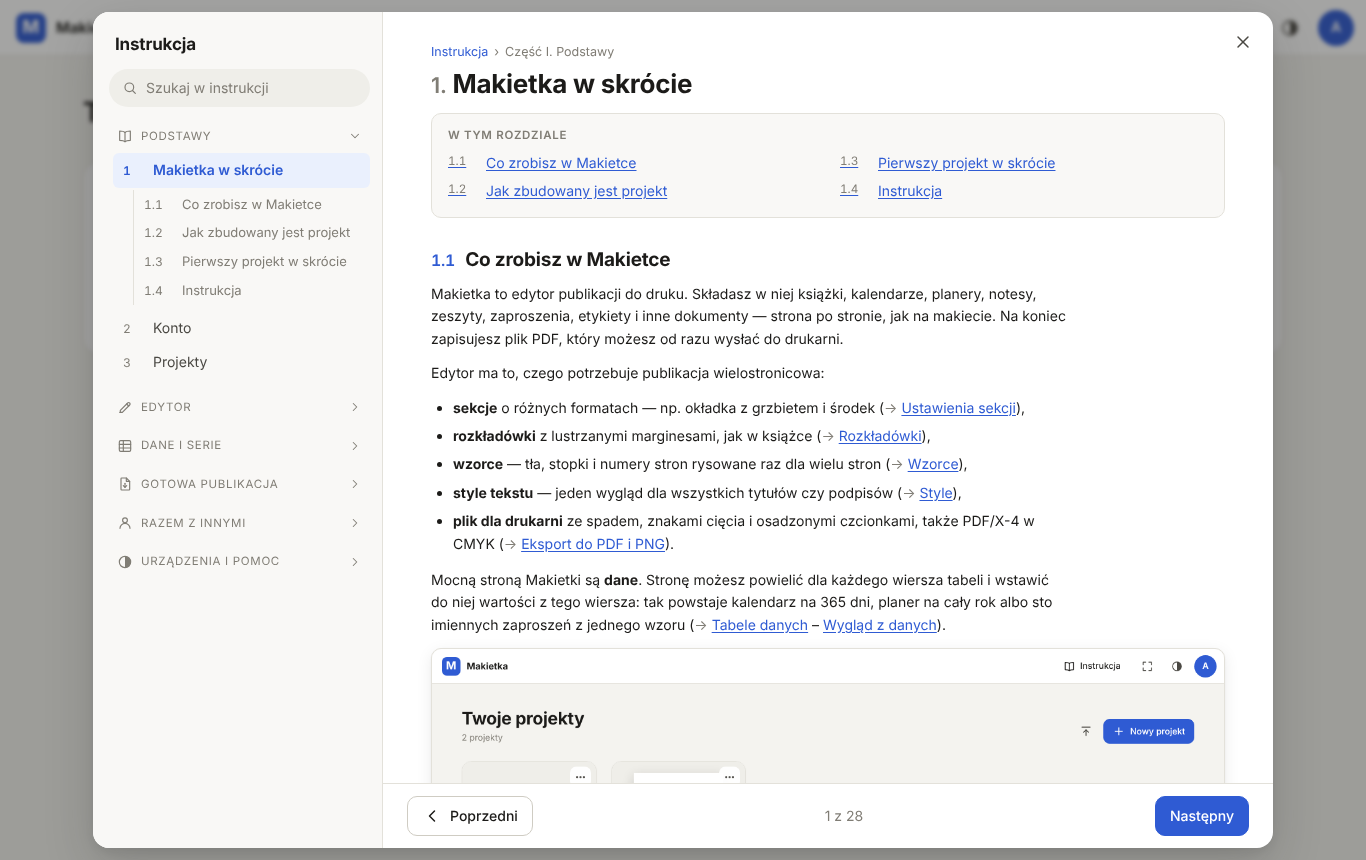 M
A
Instrukcja
Szukaj w instrukcji
PODSTAWY
1 Makietka w skrócie
1.1 Co zrobisz w Makietce
1.2 Jak zbudowany jest projekt
1.3 Pierwszy projekt w skrócie
1.4 Instrukcja
2 Konto
3 Projekty
EDYTOR
DANE I SERIE
GOTOWA PUBLIKACJA
RAZEM Z INNYMI
URZĄDZENIA I POMOC
Instrukcja › Część I. Podstawy
1. Makietka w skrócie
W TYM ROZDZIALE
1.1 Co zrobisz w Makietce
1.2 Jak zbudowany jest projekt
1.3 Pierwszy projekt w skrócie
1.4 Instrukcja
1.1 Co zrobisz w Makietce
Makietka to edytor publikacji do druku. Składasz w niej książki, kalendarze, planery, notesy,
zeszyty, zaproszenia, etykiety i inne dokumenty — strona po stronie, jak na makiecie. Na koniec
zapisujesz plik PDF, który możesz od razu wysłać do drukarni.
Edytor ma to, czego potrzebuje publikacja wielostronicowa:
• sekcje o różnych formatach — np. okładka z grzbietem i środek (→ Ustawienia sekcji),
• rozkładówki z lustrzanymi marginesami, jak w książce (→ Rozkładówki),
• wzorce — tła, stopki i numery stron rysowane raz dla wielu stron (→ Wzorce),
• style tekstu — jeden wygląd dla wszystkich tytułów czy podpisów (→ Style),
• plik dla drukarni ze spadem, znakami cięcia i osadzonymi czcionkami, także PDF/X-4 w
CMYK (→ Eksport do PDF i PNG).
Mocną stroną Makietki są dane. Stronę możesz powielić dla każdego wiersza tabeli i wstawić
do niej wartości z tego wiersza: tak powstaje kalendarz na 365 dni, planer na cały rok albo sto
imiennych zaproszeń z jednego wzoru (→ Tabele danych – Wygląd z danych).
M Makietka
Instrukcja
A
Twoje projekty
2 projekty
+ Nowy projekt
Poprzedni
1 z 28
Następny